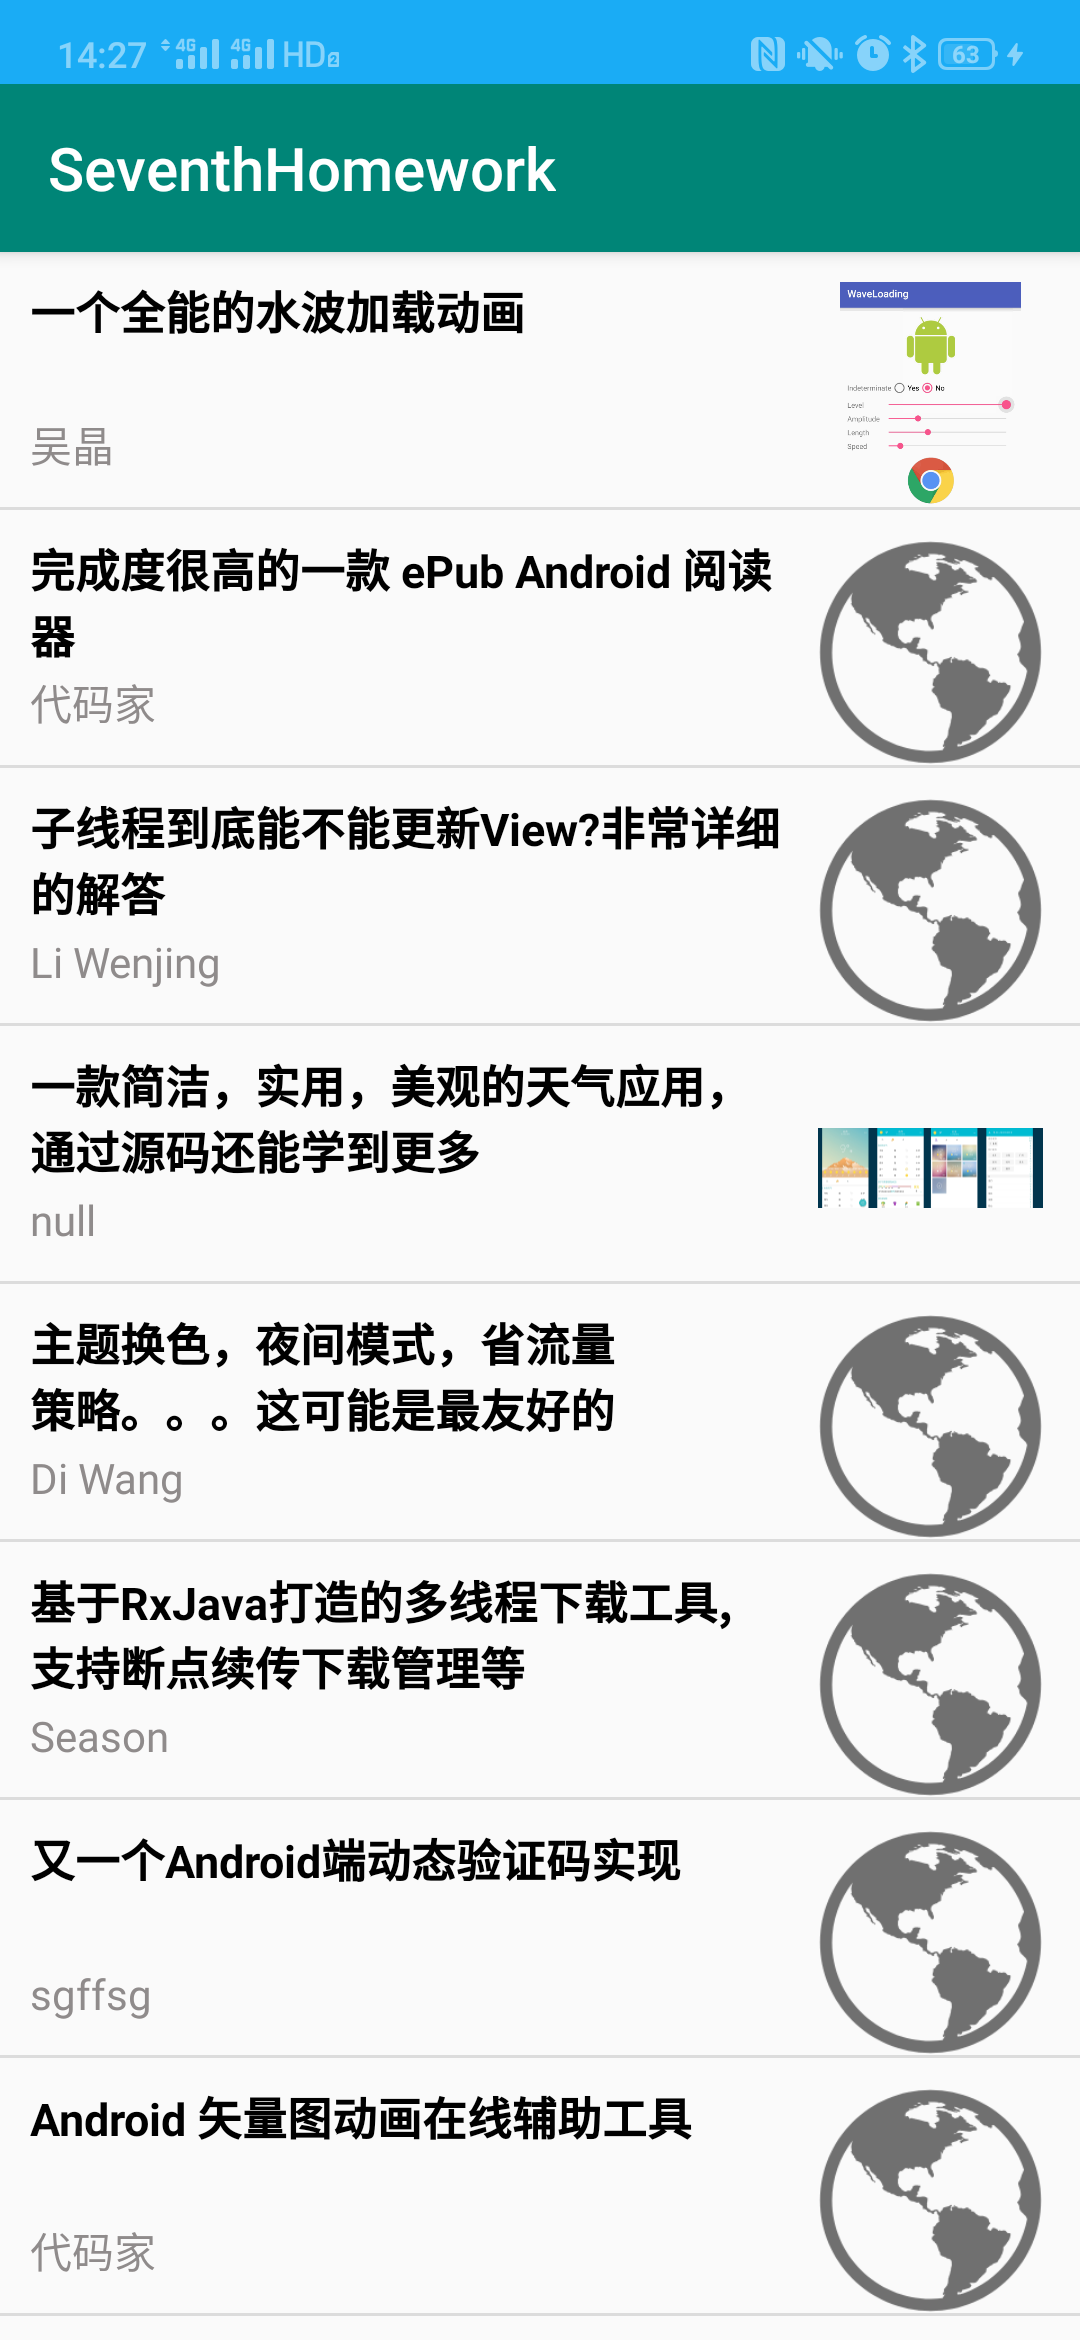 14:27 4G 4G HD2 63
SeventhHomework
一个全能的水波加载动画
吴晶
WaveLoading
Indeterminate Yes No
Level
Amplitude
Length
Speed
完成度很高的一款 ePub Android 阅读
器
代码家
子线程到底能不能更新View?非常详细
的解答
Li Wenjing
一款简洁，实用，美观的天气应用，
通过源码还能学到更多
null
主题换色，夜间模式，省流量
策略。。。这可能是最友好的
Di Wang
基于RxJava打造的多线程下载工具,
支持断点续传下载管理等
Season
又一个Android端动态验证码实现
sgffsg
Android 矢量图动画在线辅助工具
代码家